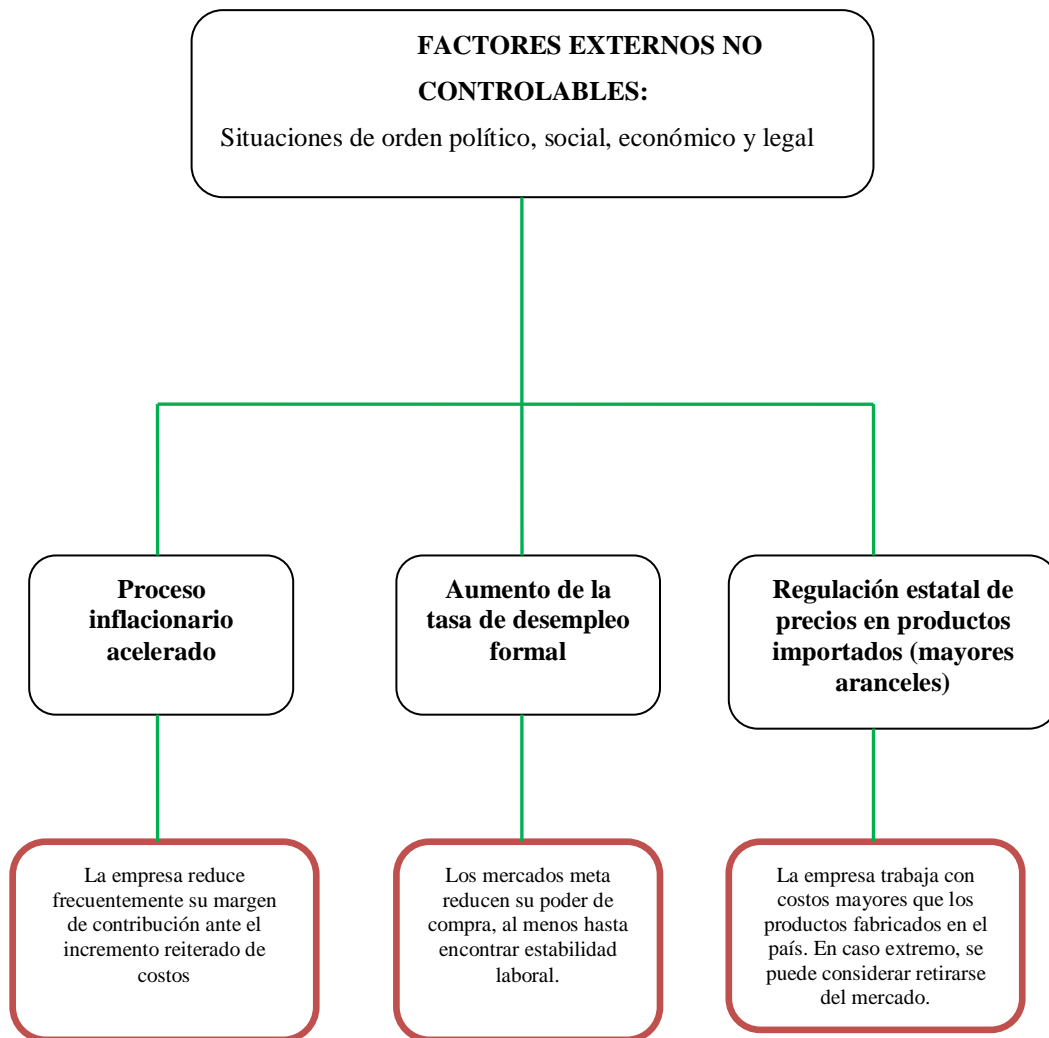 FACTORES EXTERNOS NO
CONTROLABLES:
Situaciones de orden político, social, económico y legal
Proceso
inflacionario
acelerado
Aumento de la
tasa de desempleo
formal
Regulación estatal de
precios en productos
importados (mayores
aranceles)
La empresa reduce
frecuentemente su margen
de contribución ante el
incremento reiterado de
costos
Los mercados meta
reducen su poder de
compra, al menos hasta
encontrar estabilidad
laboral.
La empresa trabaja con
costos mayores que los
productos fabricados en el
país. En caso extremo, se
puede considerar retirarse
del mercado.